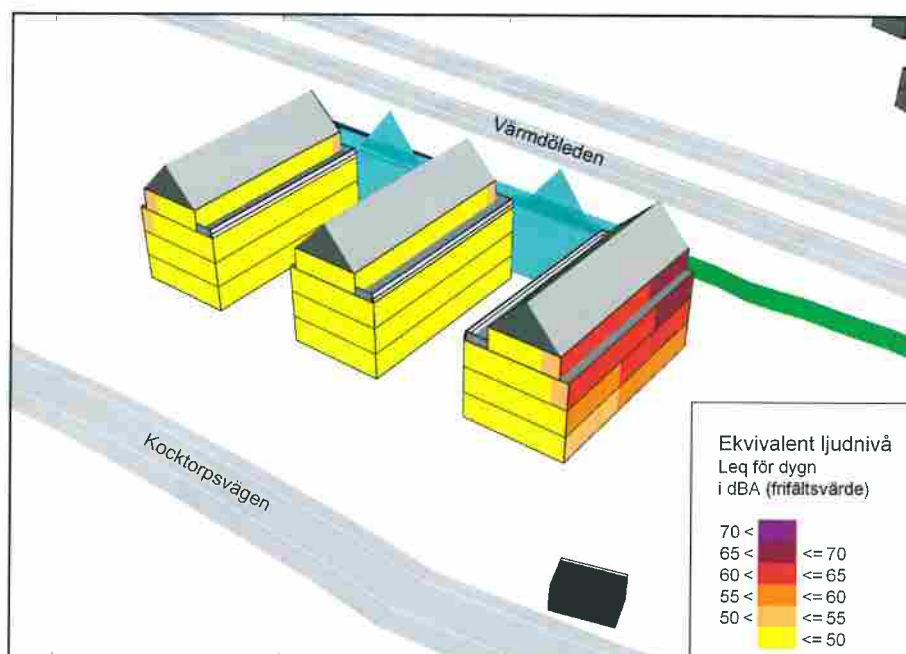 Värmdöleden
Kocktorpsvägen
Ekvivalent ljudnivå
Leq för dygn
i dBA (frifältsvärde)
70 <
65 < <= 70
60 < <= 65
55 < <= 60
50 < <= 55
<= 50